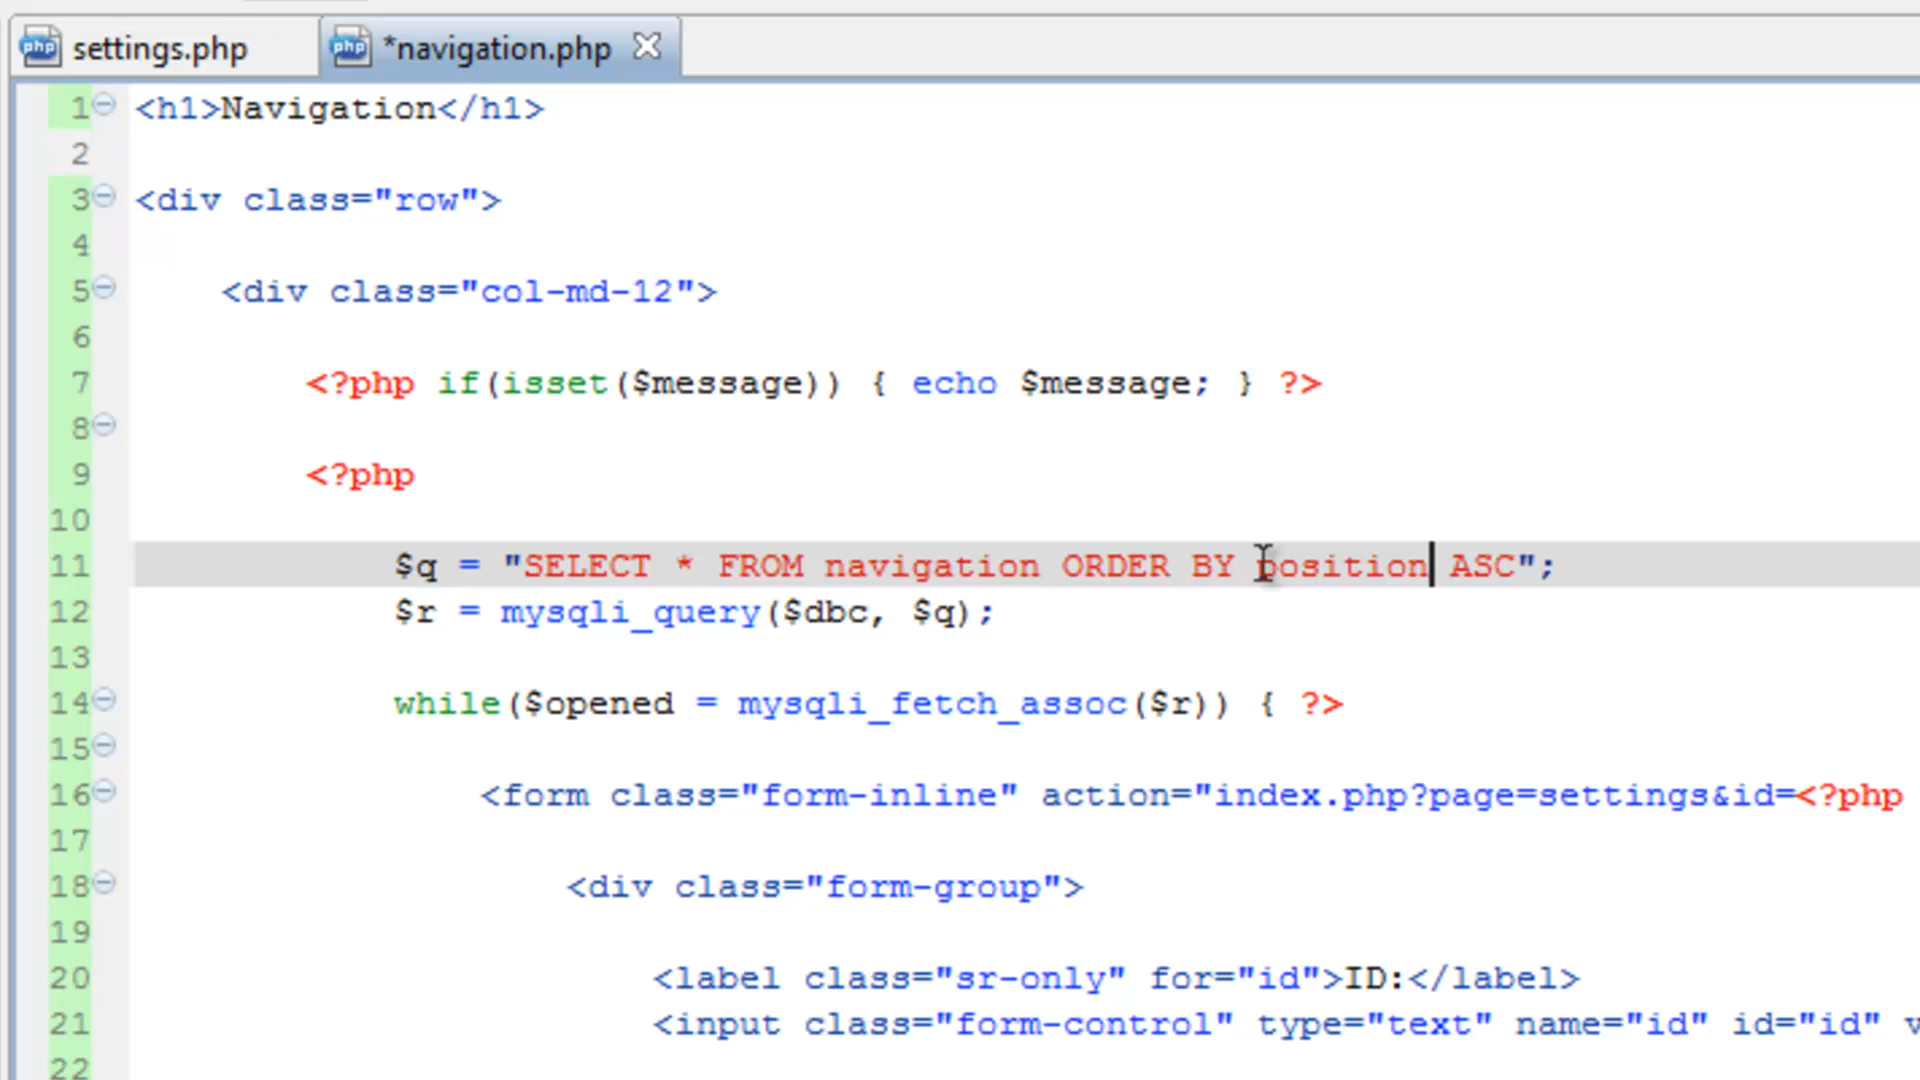 php settings.php php *navigation.php
1 <h1>Navigation</h1>
2
3 <div class="row">
4
5 <div class="col-md-12">
6
7 <?php if(isset($message)) { echo $message; } ?>
8
9 <?php
10
11 $q = "SELECT * FROM navigation ORDER BY position ASC";
12 $r = mysqli_query($dbc, $q);
13
14 while($opened = mysqli_fetch_assoc($r)) { ?>
15
16 <form class="form-inline" action="index.php?page=settings&id=<?php
17
18 <div class="form-group">
19
20 <label class="sr-only" for="id">ID:</label>
21 <input class="form-control" type="text" name="id" id="id" v
22